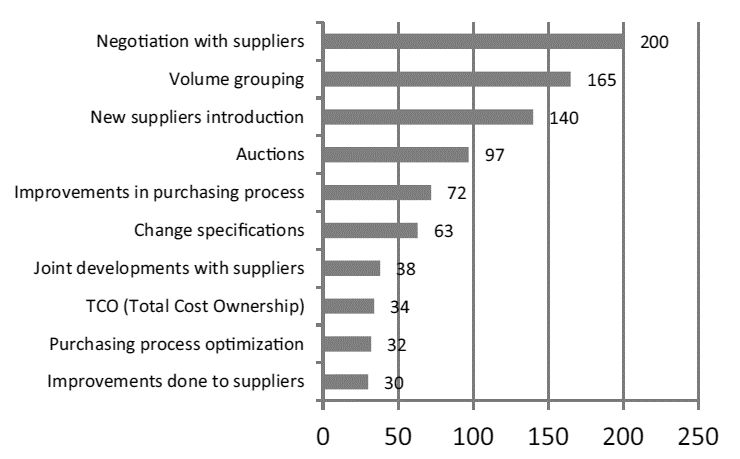 Negotiation with suppliers 200
Volume grouping 165
New suppliers introduction 140
Auctions 97
Improvements in purchasing process 72
Change specifications 63
Joint developments with suppliers 38
TCO (Total Cost Ownership) 34
Purchasing process optimization 32
Improvements done to suppliers 30
0 50 100 150 200 250